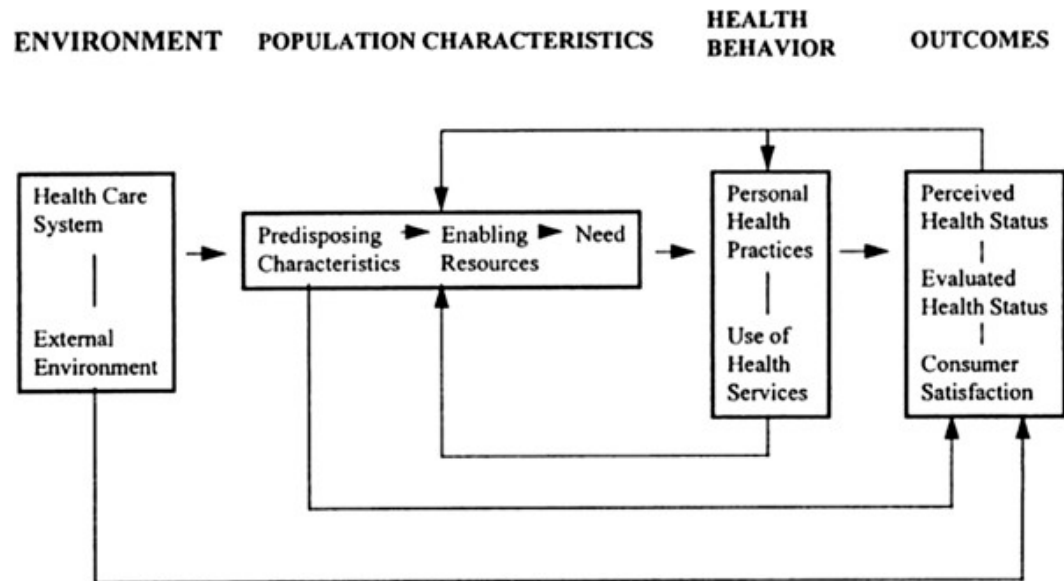 ENVIRONMENT
POPULATION CHARACTERISTICS
HEALTH
BEHAVIOR
OUTCOMES
Health Care
System
External
Environment
Predisposing
Characteristics
Enabling
Resources
Need
Personal
Health
Practices
Use of
Health
Services
Perceived
Health Status
Evaluated
Health Status
Consumer
Satisfaction